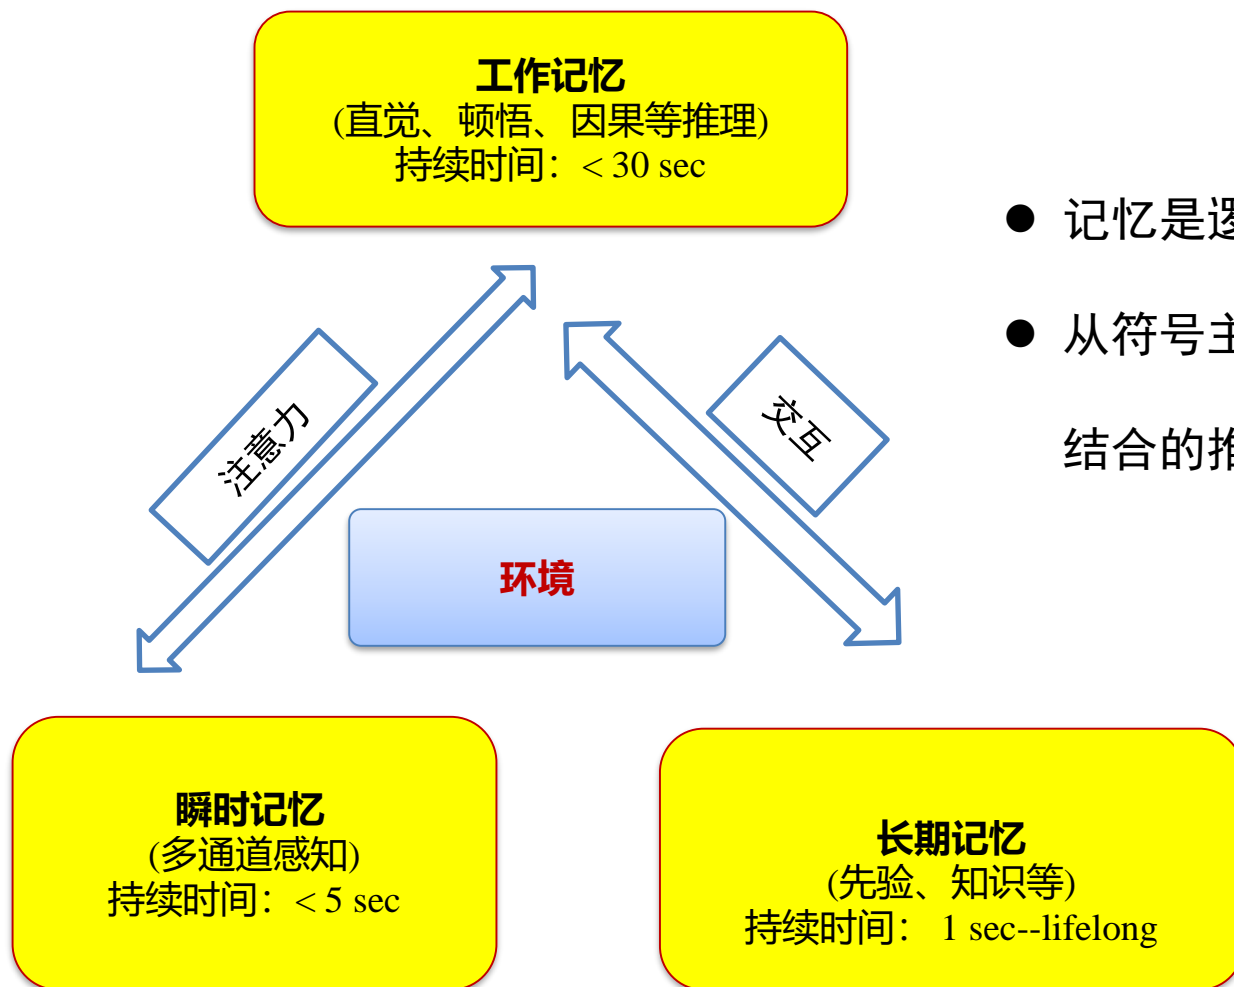 工作记忆
(直觉、顿悟、因果等推理)
持续时间：< 30 sec
● 记忆是逻
● 从符号主
结合的推
注意力
交互
环境
瞬时记忆
(多通道感知)
持续时间：< 5 sec
长期记忆
(先验、知识等)
持续时间： 1 sec--lifelong